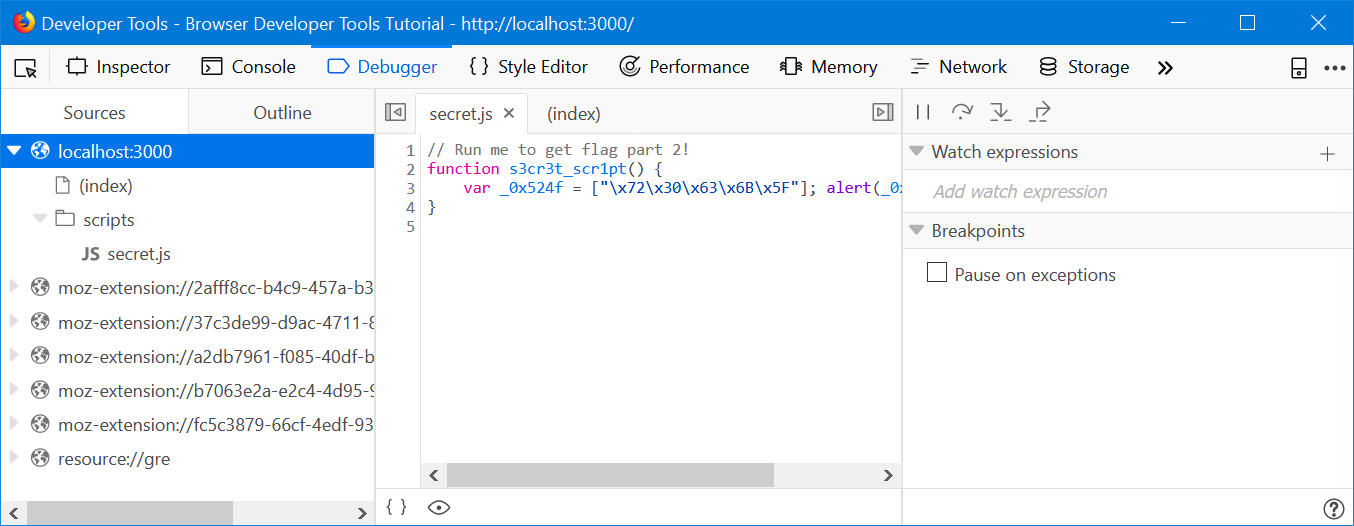 Developer Tools - Browser Developer Tools Tutorial - http://localhost:3000/
Inspector Console Debugger { } Style Editor Performance Memory Network Storage
Sources Outline
secret.js (index)
localhost:3000
(index)
scripts
JS secret.js
moz-extension://2afff8cc-b4c9-457a-b3
moz-extension://37c3de99-d9ac-4711-8
moz-extension://a2db7961-f085-40df-b
moz-extension://b7063e2a-e2c4-4d95-9
moz-extension://fc5c3879-66cf-4edf-93
resource://gre
1 // Run me to get flag part 2!
2 function s3cr3t_scr1pt() {
3 var _0x524f = ["\x72\x30\x63\x6B\x5F"]; alert(_0x
4 }
5
{ }
Watch expressions
Add watch expression
Breakpoints
Pause on exceptions